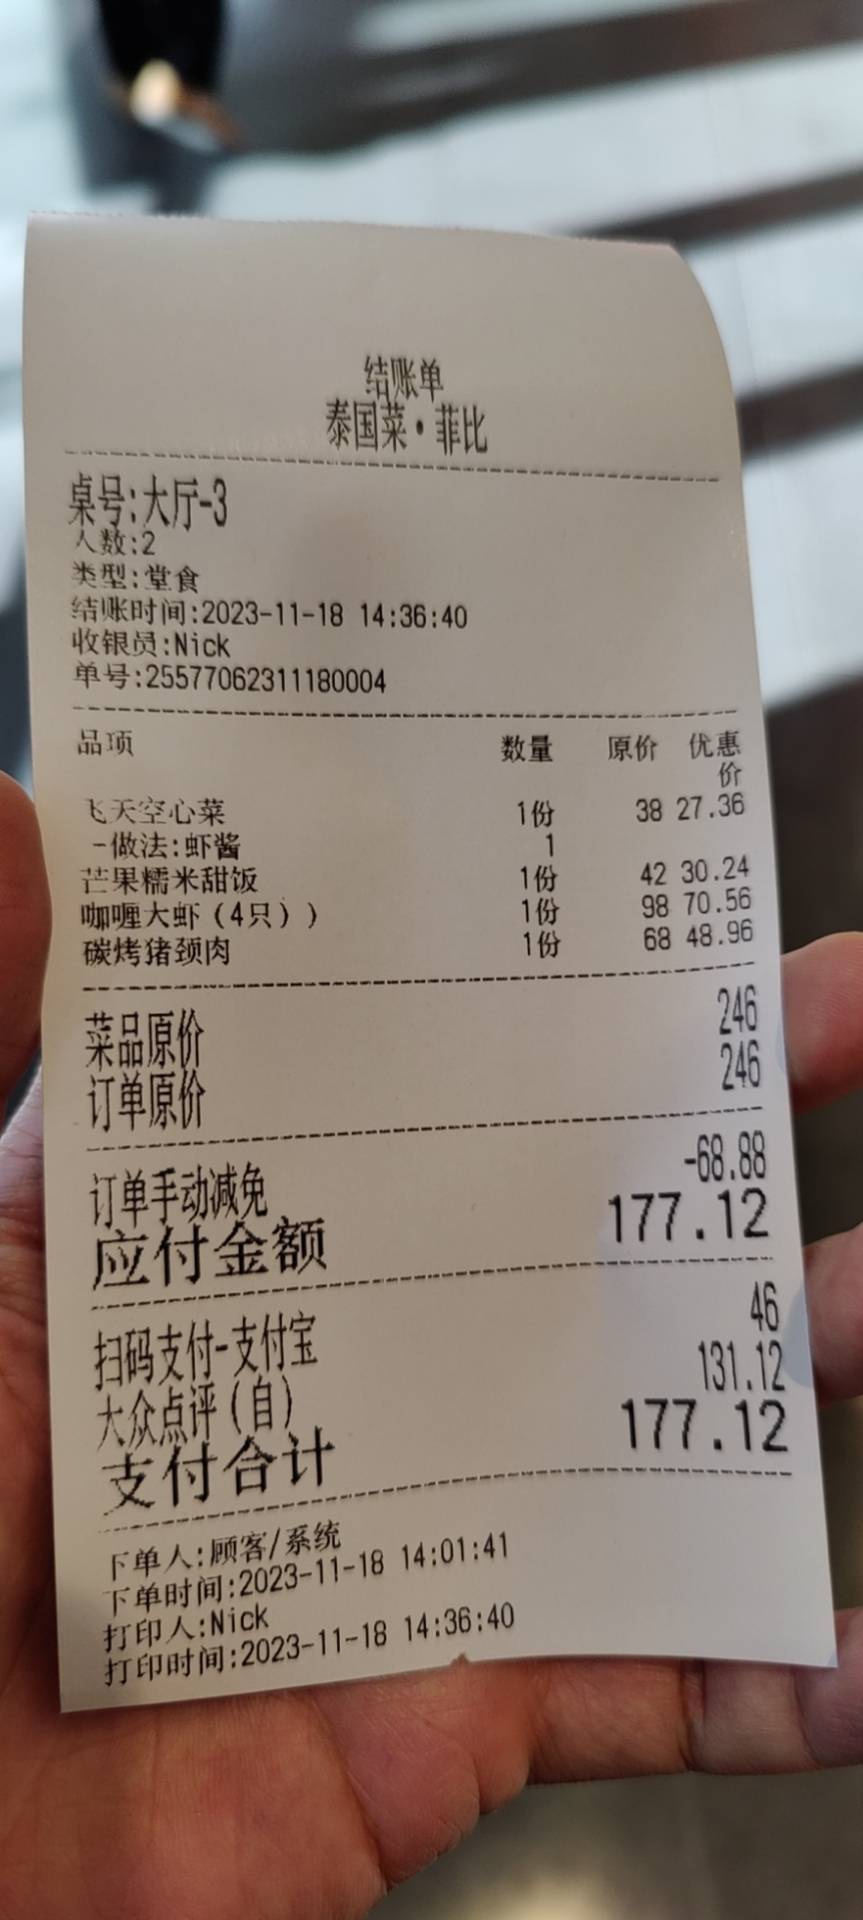 结账单
泰国菜·菲比
桌号:大厅-3
人数:2
类型:堂食
结账时间:2023-11-18 14:36:40
收银员:Nick
单号:25577062311180004
品项 数量 原价 优惠价
飞天空心菜 1份 38 27.36
-做法:虾酱 1
芒果糯米甜饭 1份 42 30.24
咖喱大虾(4只)) 1份 98 70.56
碳烤猪颈肉 1份 68 48.96
菜品原价 246
订单原价 246
订单手动减免 -68.88
应付金额 177.12
扫码支付-支付宝 46
大众点评(自) 131.12
支付合计 177.12
下单人:顾客/系统
下单时间:2023-11-18 14:01:41
打印人:Nick
打印时间:2023-11-18 14:36:40